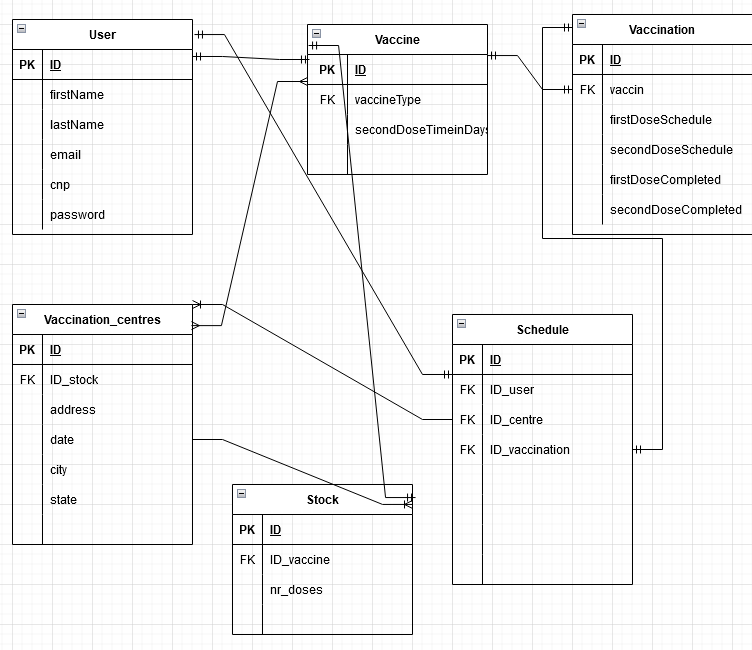 User
PK ID
firstName
lastName
email
cnp
password
Vaccine
PK ID
FK vaccineType
secondDoseTimeinDays
Vaccination
PK ID
FK vaccin
firstDoseSchedule
secondDoseSchedule
firstDoseCompleted
secondDoseCompleted
Vaccination_centres
PK ID
FK ID_stock
address
date
city
state
Schedule
PK ID
FK ID_user
FK ID_centre
FK ID_vaccination
Stock
PK ID
FK ID_vaccine
nr_doses